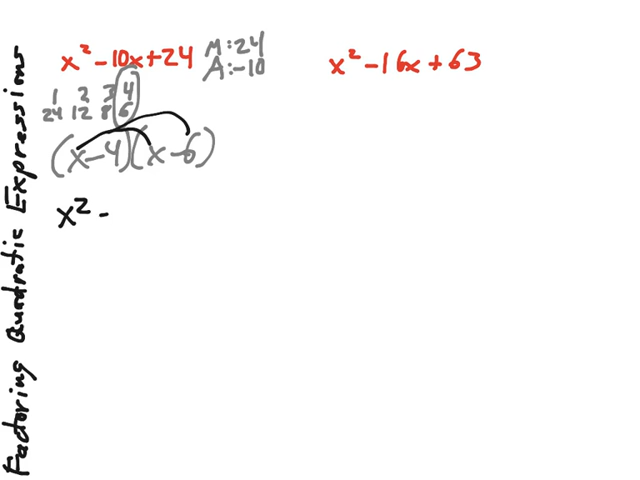 Factoring Quadratic Expressions
x² - 10x + 24
M: 24
A: -10
1 2 3 4
24 12 8 6
(x - 4)(x - 6)
x² -
x² - 16x + 63